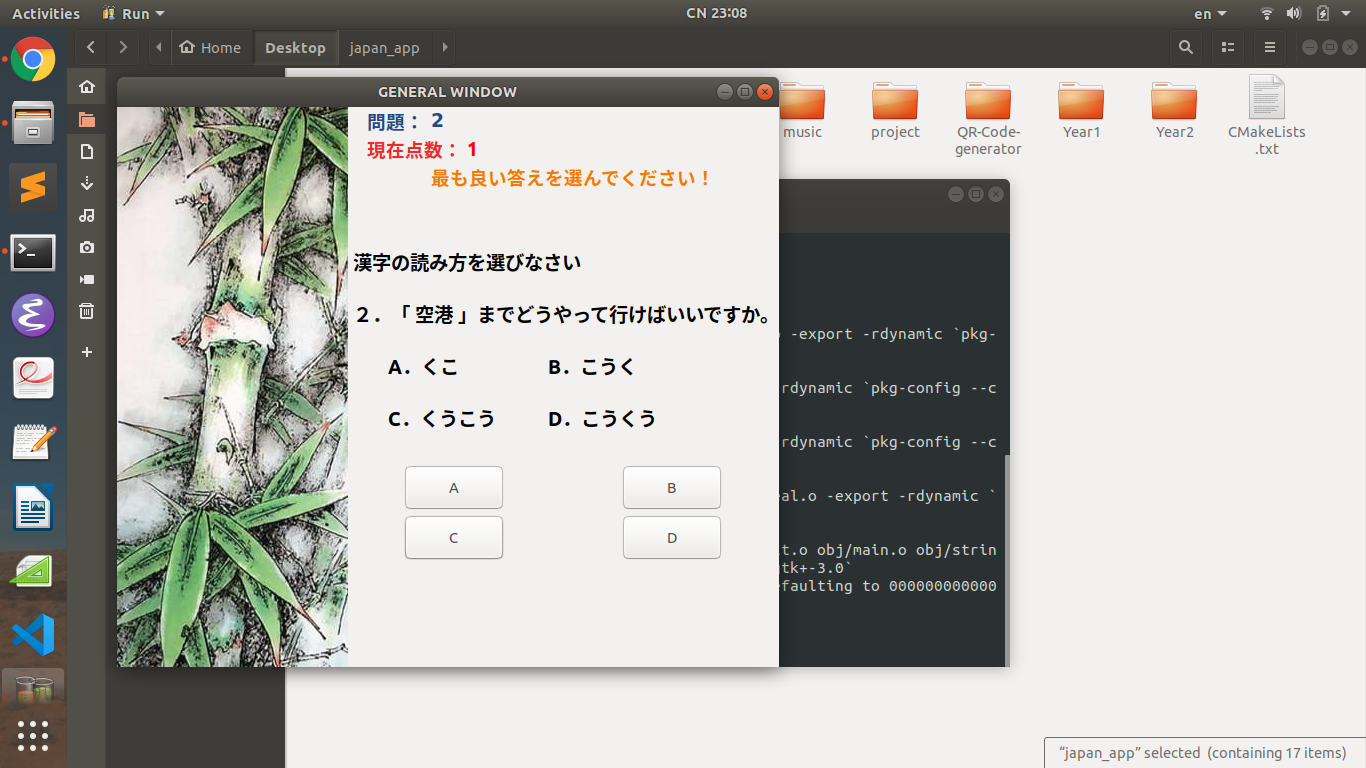 Activities
Run
CN 23:08
en
Home
Desktop
japan_app
GENERAL WINDOW
問題： 2
現在点数： 1
最も良い答えを選んでください！
漢字の読み方を選びなさい
２．「 空港 」までどうやって行けばいいですか。
A．くこ B．こうく
C．くうこう D．こうくう
A B
C D
music
project
QR-Code-
generator
Year1
Year2
CMakeLists
.txt
-export -rdynamic `pkg-
rdynamic `pkg-config --c
rdynamic `pkg-config --c
eal.o -export -rdynamic `
t.o obj/main.o obj/strin
gtk+-3.0`
efaulting to 000000000000
“japan_app” selected (containing 17 items)